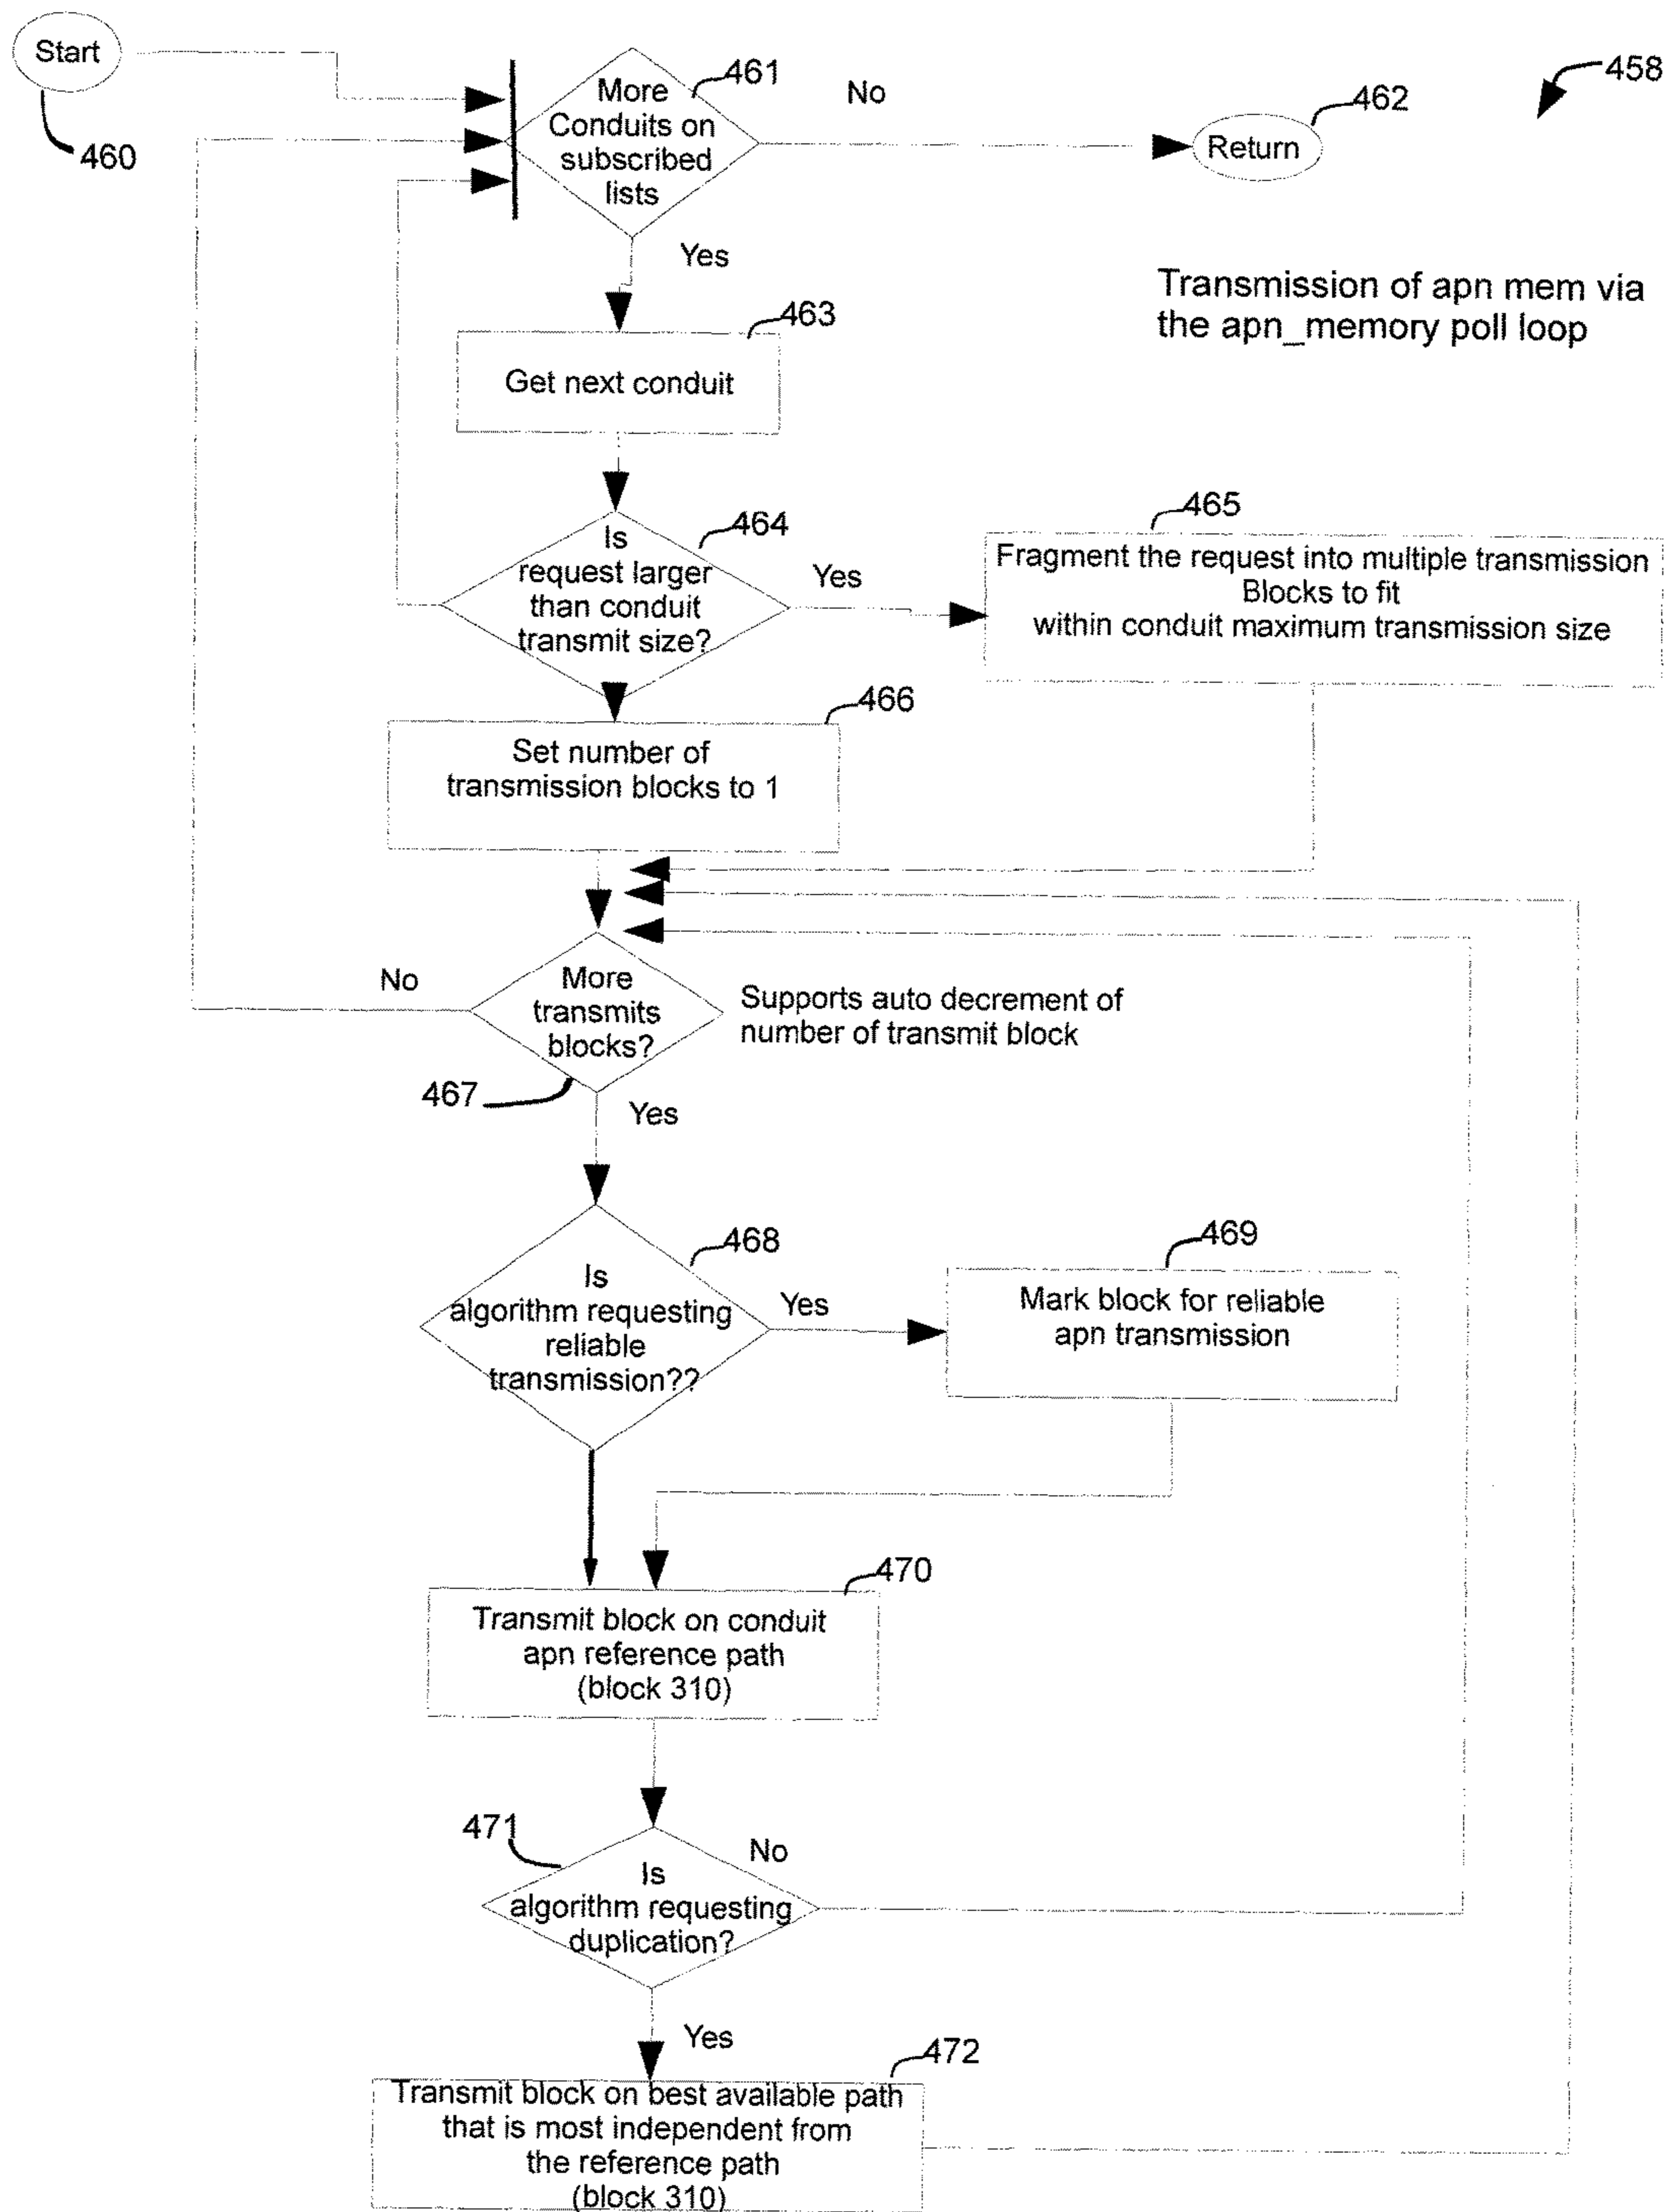 Start
460
More
Conduits on
subscribed
lists
461
No
Return
462
458
Yes
Transmission of apn mem via
the apn_memory poll loop
463
Get next conduit
464
Is
request larger
than conduit
transmit size?
Yes
465
Fragment the request into multiple transmission
Blocks to fit
within conduit maximum transmission size
466
Set number of
transmission blocks to 1
No
More
transmits
blocks?
Supports auto decrement of
number of transmit block
467
Yes
468
Is
algorithm requesting
reliable
transmission??
Yes
469
Mark block for reliable
apn transmission
470
Transmit block on conduit
apn reference path
(block 310)
471
No
Is
algorithm requesting
duplication?
Yes
472
Transmit block on best available path
that is most independent from
the reference path
(block 310)